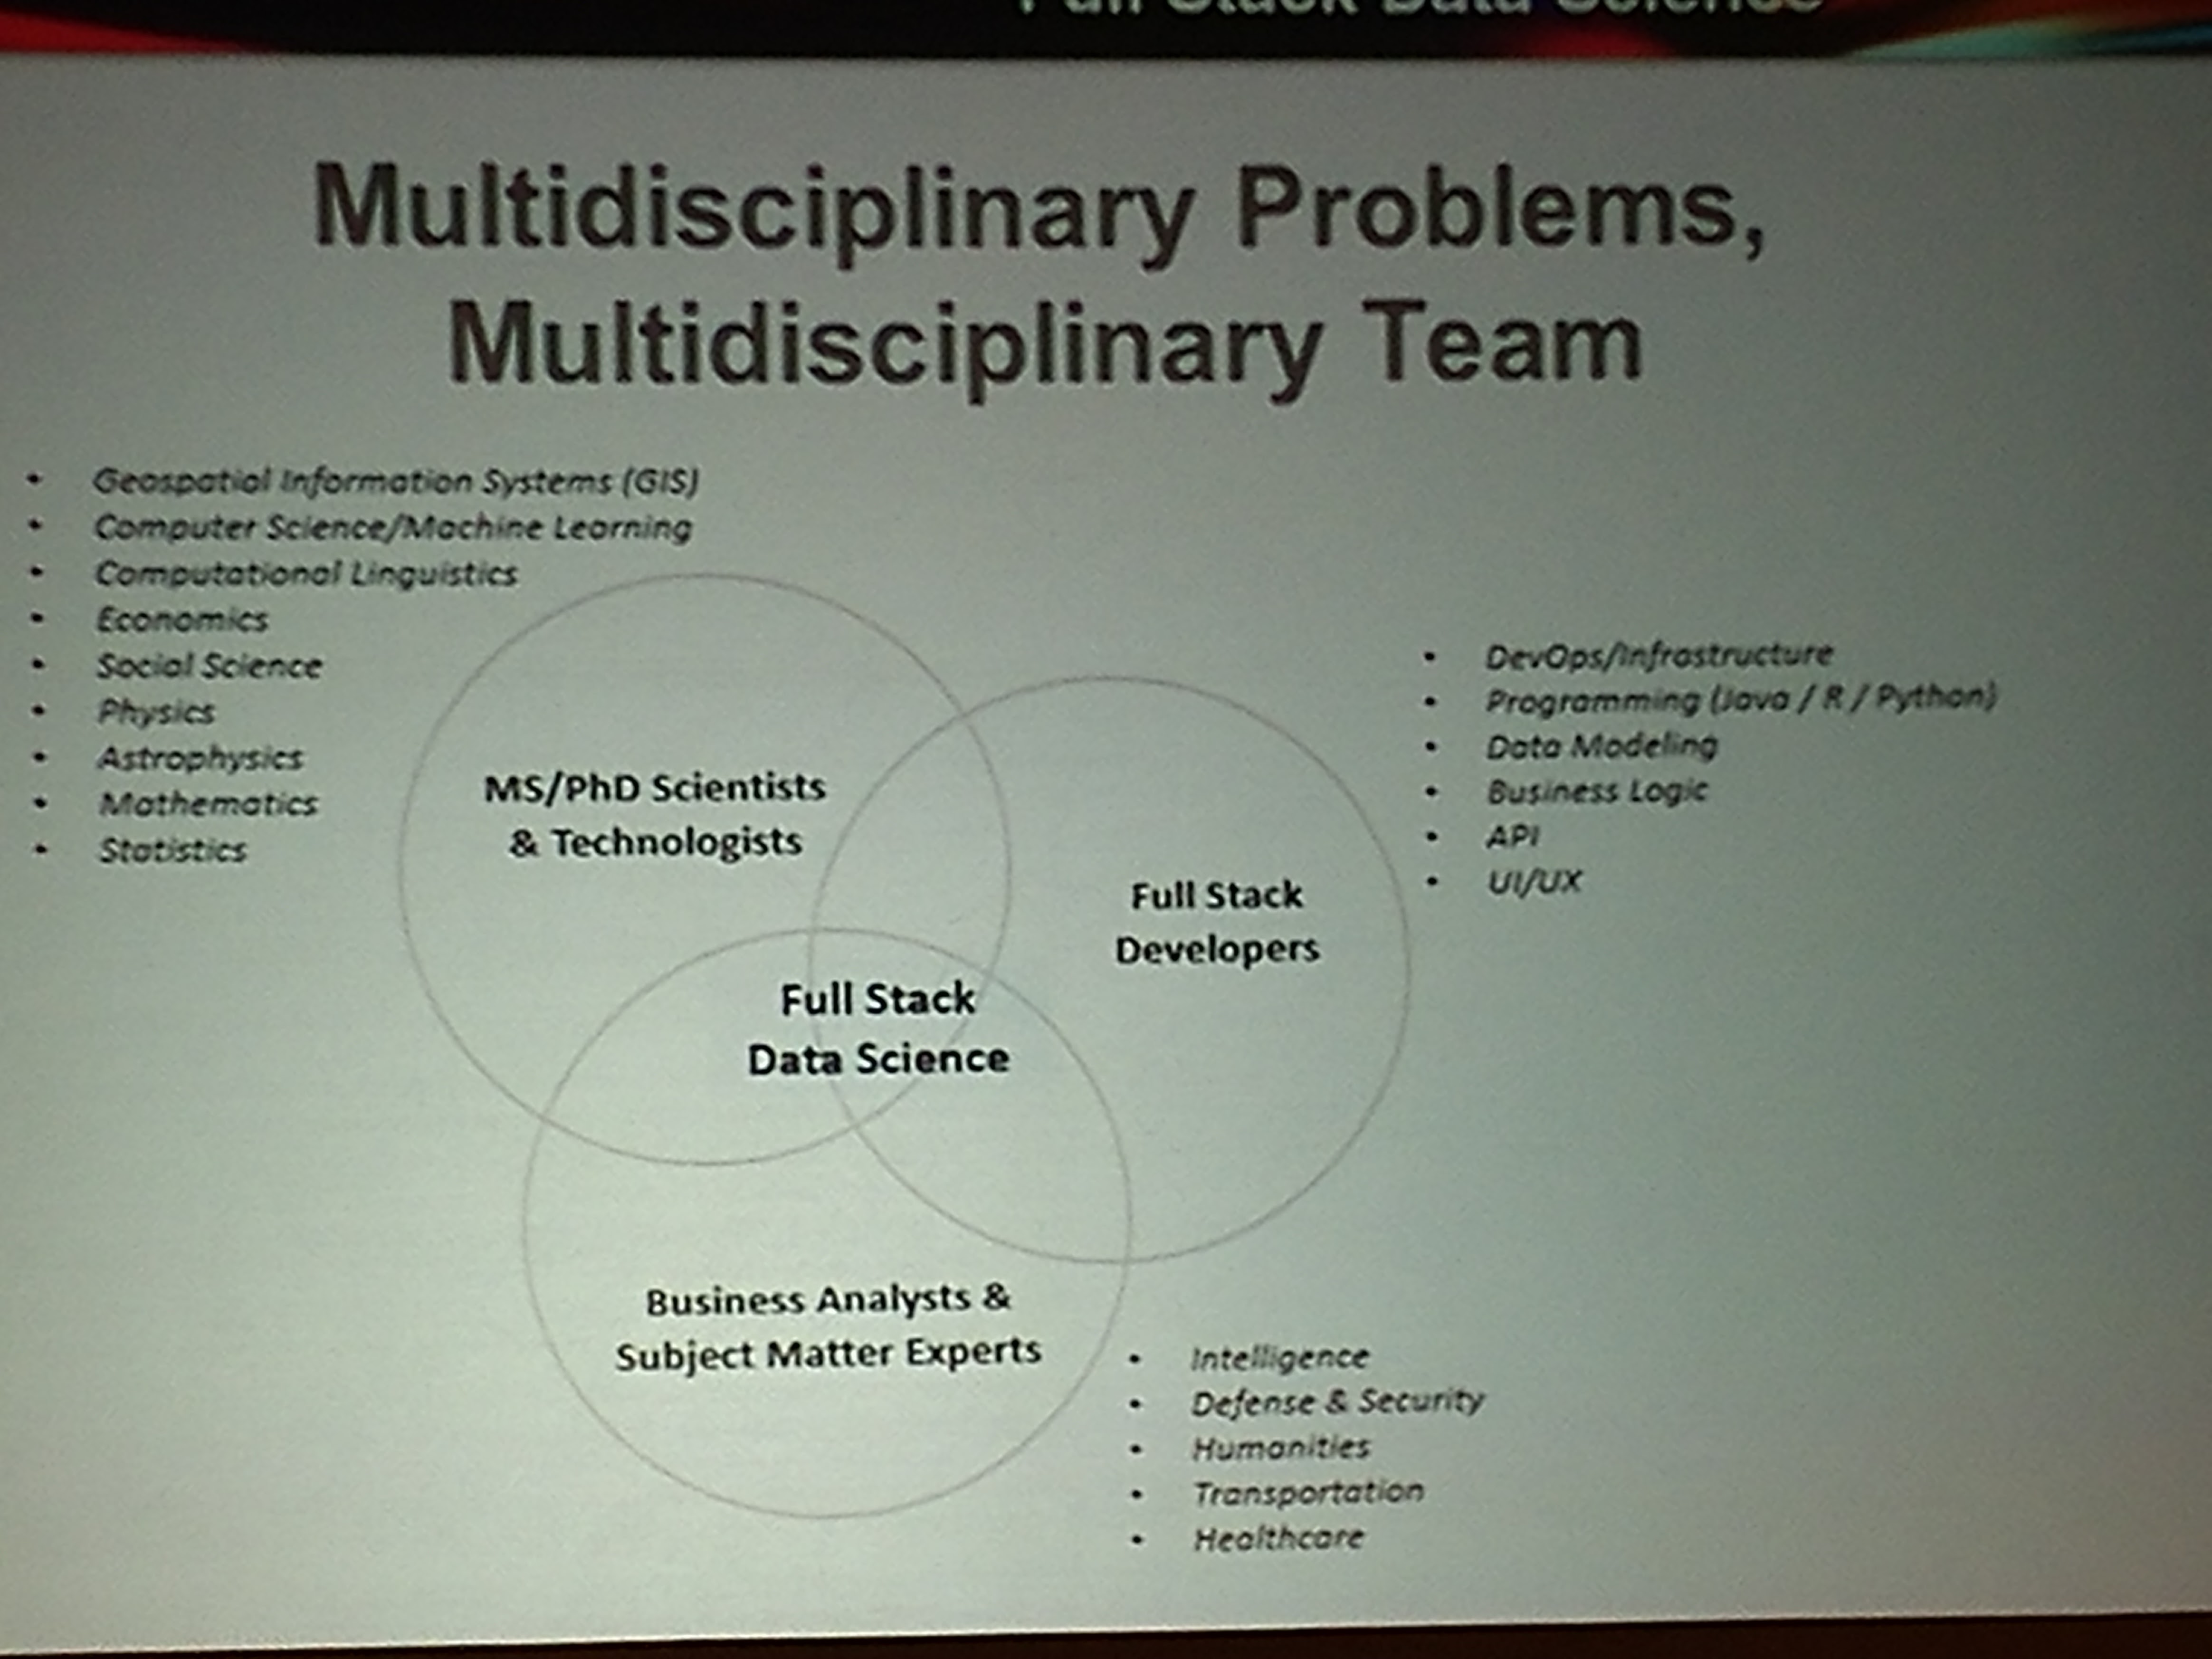 Full Stack Data Science
Multidisciplinary Problems,
Multidisciplinary Team
• Geospatial Information Systems (GIS)
• Computer Science/Machine Learning
• Computational Linguistics
• Economics
• Social Science
• Physics
• Astrophysics
• Mathematics
• Statistics
MS/PhD Scientists
& Technologists
• DevOps/Infrastructure
• Programming (Java / R / Python)
• Data Modeling
• Business Logic
• API
• UI/UX
Full Stack
Developers
Full Stack
Data Science
Business Analysts &
Subject Matter Experts
• Intelligence
• Defense & Security
• Humanities
• Transportation
• Healthcare